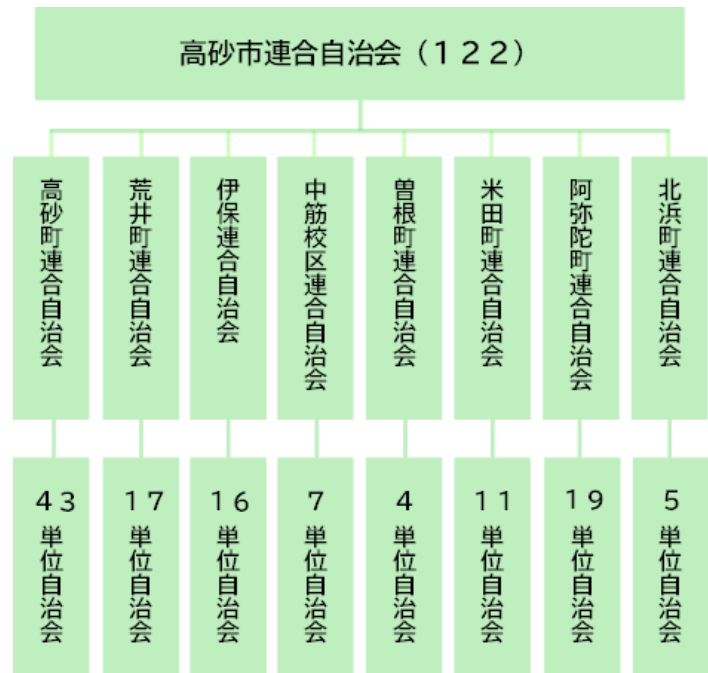 高砂市連合自治会(122)
高砂町連合自治会
荒井町連合自治会
伊保連合自治会
中筋校区連合自治会
曽根町連合自治会
米田町連合自治会
阿弥陀町連合自治会
北浜町連合自治会
43単位自治会
17単位自治会
16単位自治会
7単位自治会
4単位自治会
11単位自治会
19単位自治会
5単位自治会